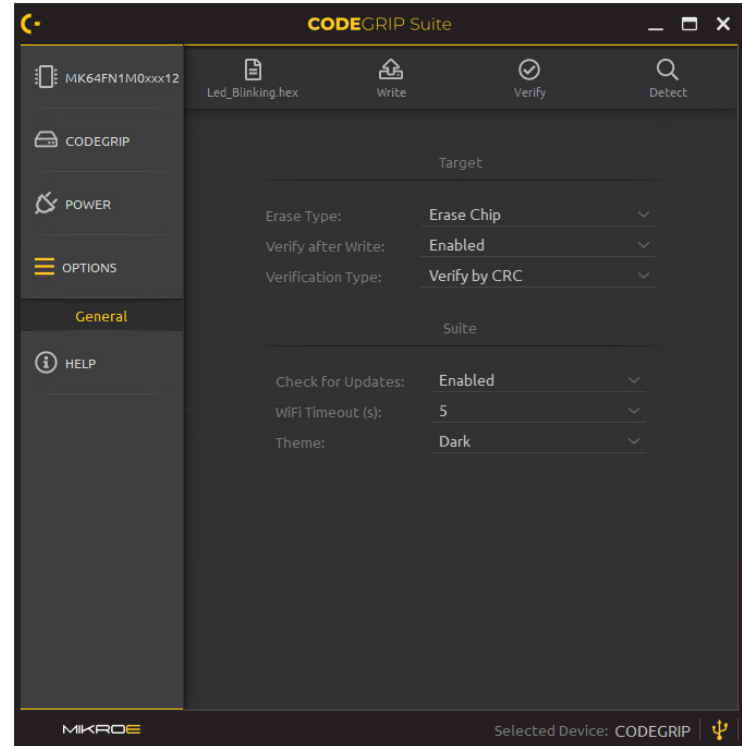 CODEGRIP Suite
MK64FN1M0xxx12
Led_Blinking.hex
Write
Verify
Detect
CODEGRIP
POWER
OPTIONS
General
HELP
Target
Erase Type: Erase Chip
Verify after Write: Enabled
Verification Type: Verify by CRC
Suite
Check for Updates: Enabled
WiFi Timeout (s): 5
Theme: Dark
MIKROE
Selected Device: CODEGRIP